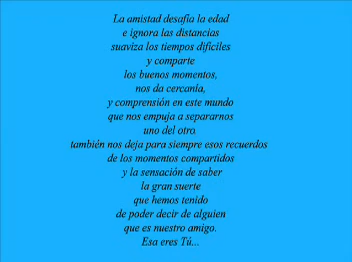 La amistad desafía la edad
e ignora las distancias
suaviza los tiempos difíciles
y comparte
los buenos momentos,
nos da cercanía,
y comprensión en este mundo
que nos empuja a separarnos
uno del otro.
también nos deja para siempre esos recuerdos
de los momentos compartidos
y la sensación de saber
la gran suerte
que hemos tenido
de poder decir de alguien
que es nuestro amigo.
Esa eres Tú...